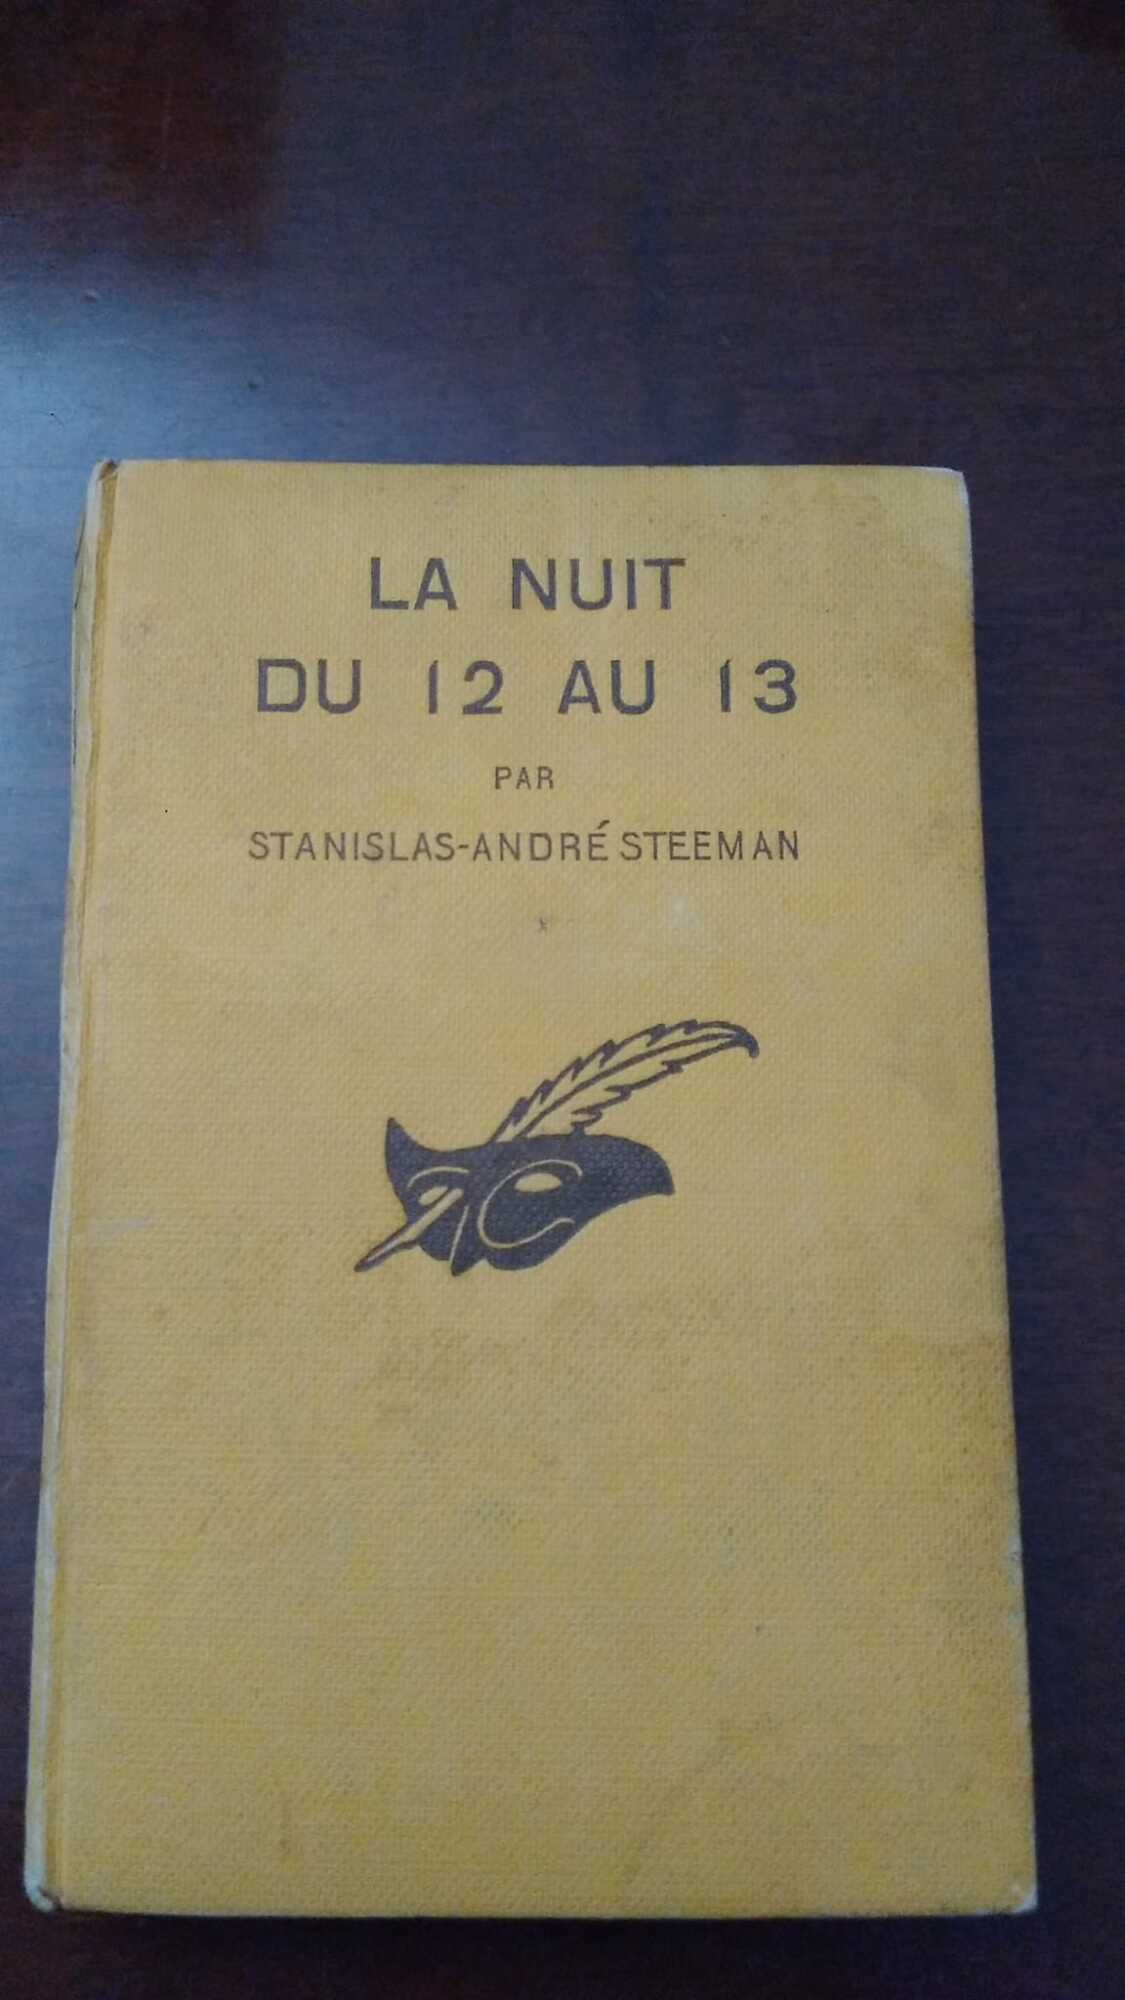 LA NUIT
DU 12 AU 13
PAR
STANISLAS-ANDRÉ STEEMAN